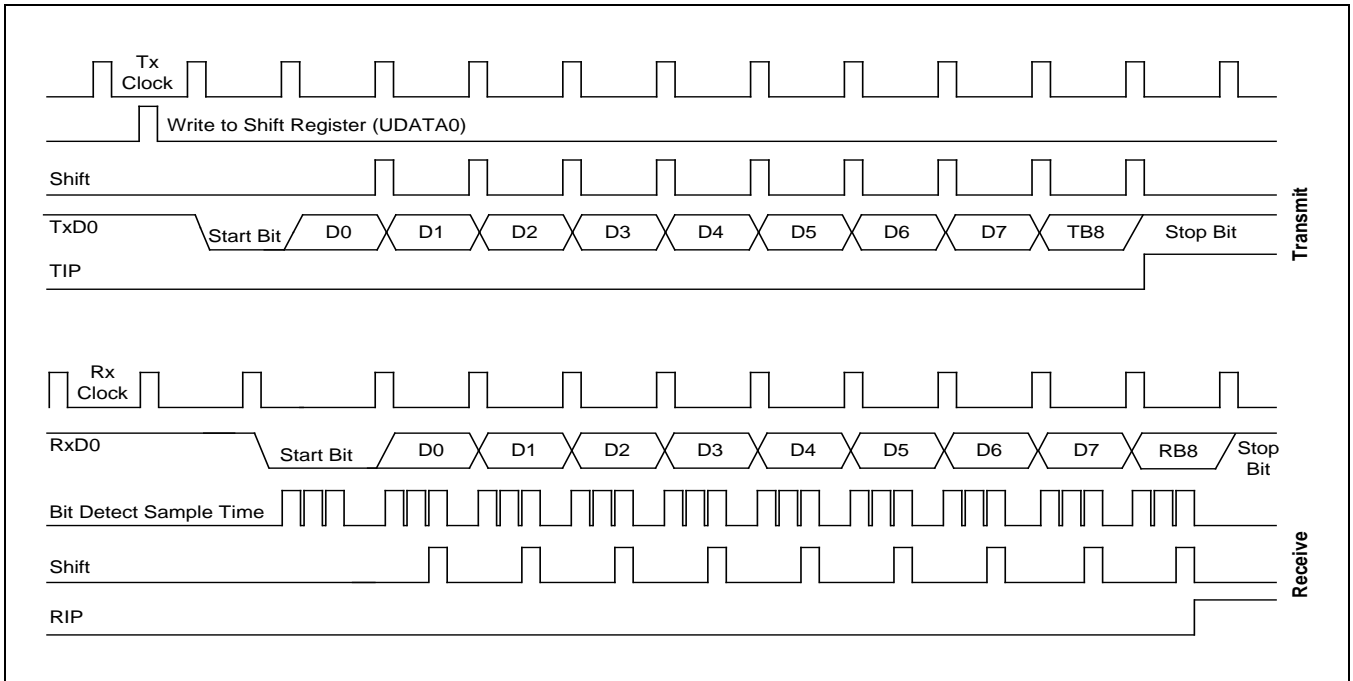 Tx
Clock
Write to Shift Register (UDATA0)
Shift
TxD0
Start Bit
D0
D1
D2
D3
D4
D5
D6
D7
TB8
Stop Bit
TIP
Transmit
Rx
Clock
RxD0
Start Bit
D0
D1
D2
D3
D4
D5
D6
D7
RB8
Stop
Bit
Bit Detect Sample Time
Shift
RIP
Receive